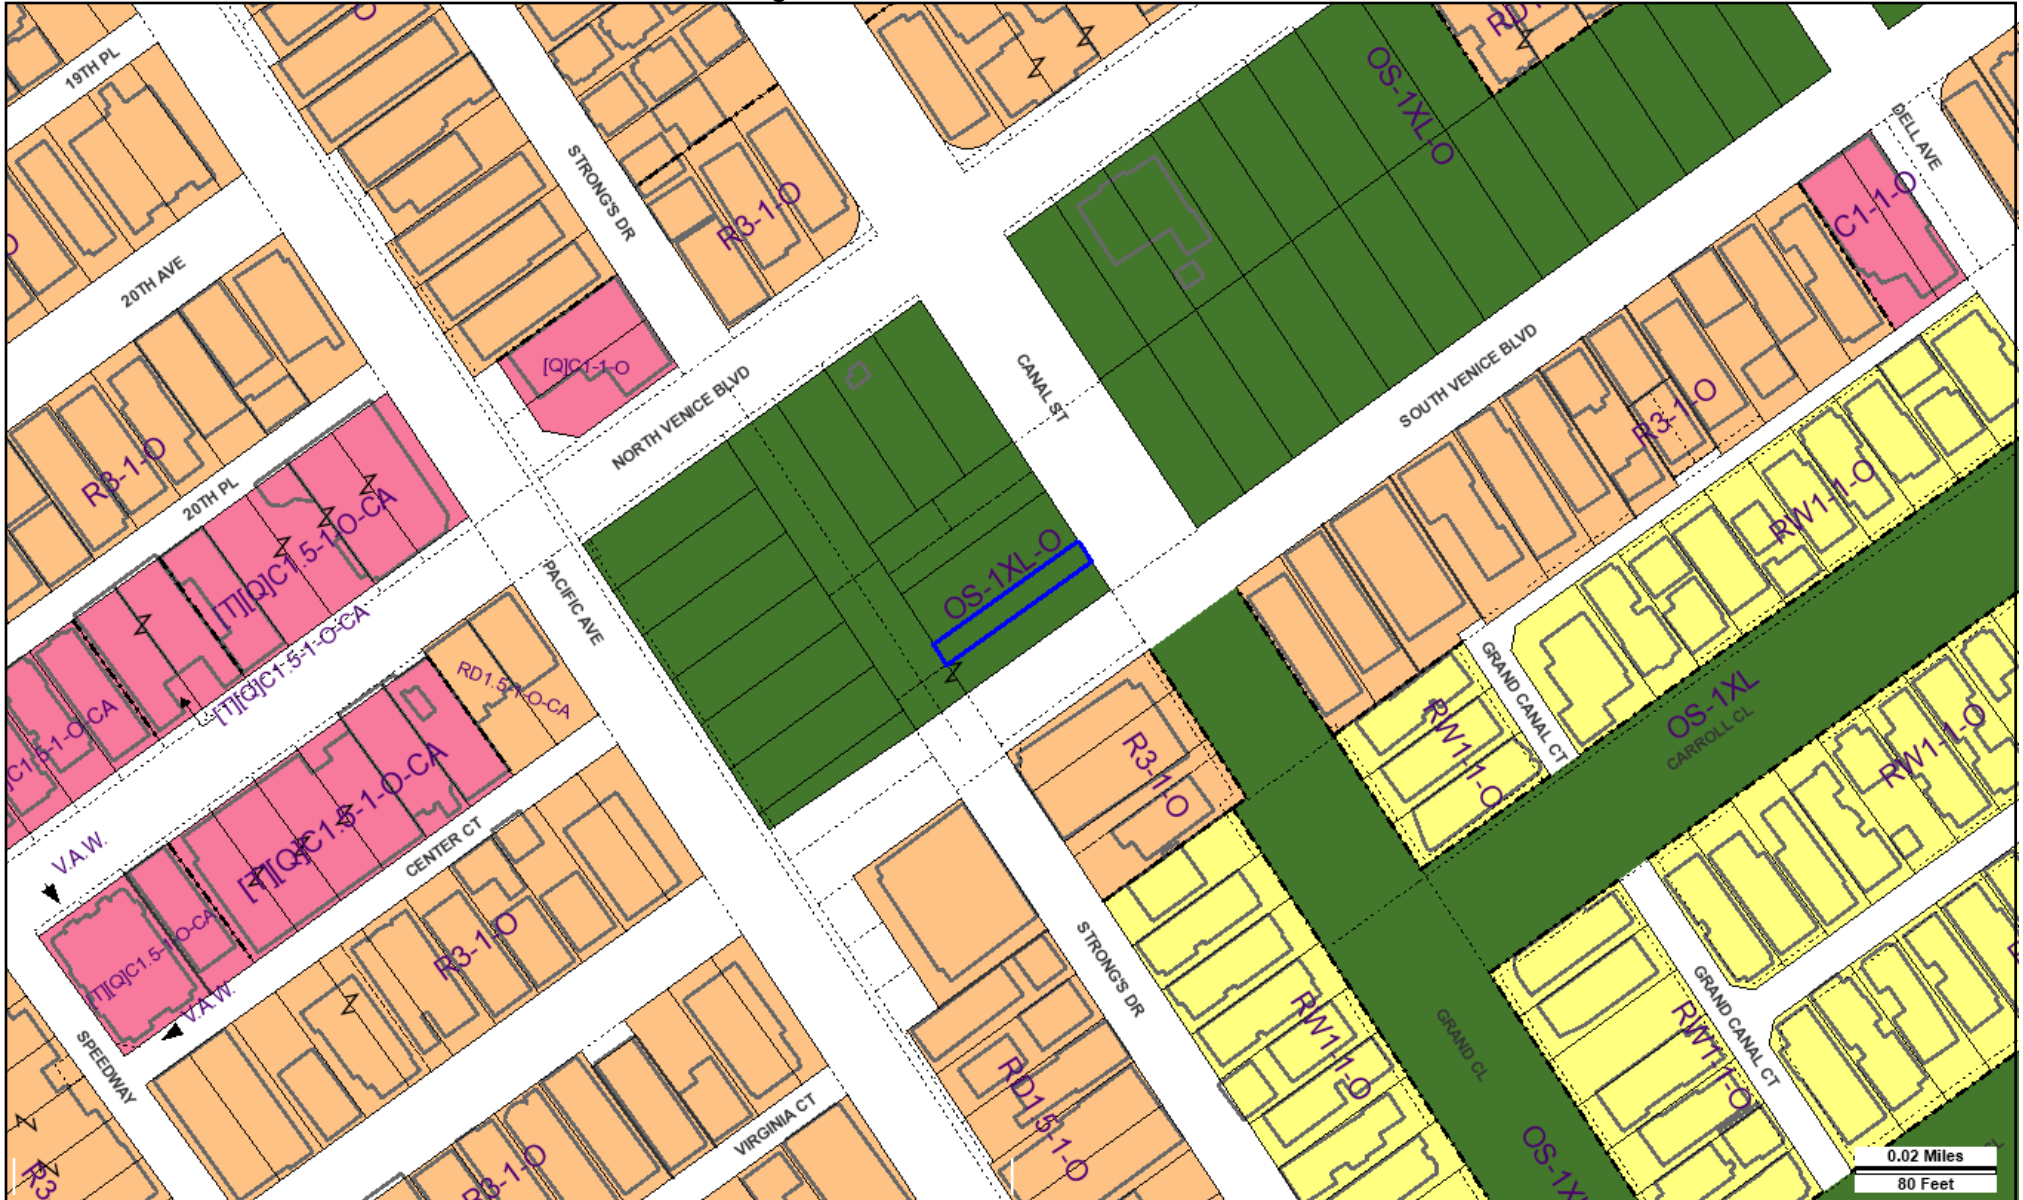 OS-1XL-O
19TH PL
DELL AVE
STRONG'S DR
R3-1-O
C1-1-O
20TH AVE
[Q]C1-1-O
CANAL ST
SOUTH VENICE BLVD
NORTH VENICE BLVD
R3-1-O
R3-1-O
20TH PL
[T][Q]C1.5-1-O-CA
RW1-1-O
OS-1XL-O
PACIFIC AVE
[T][Q]C1.5-1-O-CA
RD1.5-1-O-CA
GRAND CANAL CT
OS-1XL
CARROLL CL
RW1-1-O
R3-1-O
RW1-1-O
[T][Q]C1.5-1-O-CA
V.A.W.
CENTER CT
R3-1-O
[T][Q]C1.5-1-O-CA
V.A.W.
STRONG'S DR
SPEEDWAY
RW1-1-O
GRAND CL
RW1-1-O
GRAND CANAL CT
RD1.5-1-O
VIRGINIA CT
R3-1-O
R3
0.02 Miles
80 Feet